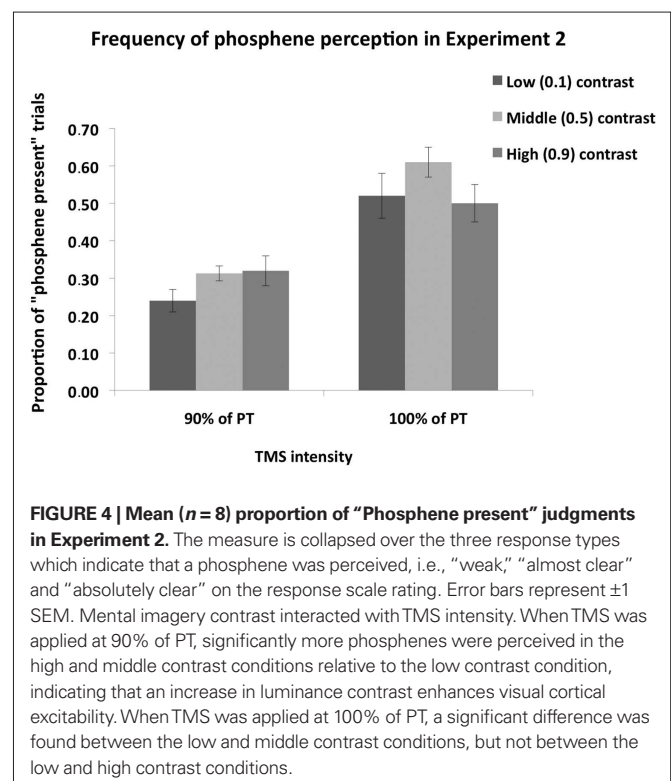 Frequency of phosphene perception in Experiment 2
Low (0.1) contrast
Middle (0.5) contrast
High (0.9) contrast
Proportion of "phosphene present" trials
0.70
0.60
0.50
0.40
0.30
0.20
0.10
0.00
90% of PT
100% of PT
TMS intensity
FIGURE 4 | Mean (n = 8) proportion of “Phosphene present” judgments
in Experiment 2. The measure is collapsed over the three response types
which indicate that a phosphene was perceived, i.e., “weak,” “almost clear”
and “absolutely clear” on the response scale rating. Error bars represent ±1
SEM. Mental imagery contrast interacted with TMS intensity. When TMS was
applied at 90% of PT, significantly more phosphenes were perceived in the
high and middle contrast conditions relative to the low contrast condition,
indicating that an increase in luminance contrast enhances visual cortical
excitability. When TMS was applied at 100% of PT, a significant difference was
found between the low and middle contrast conditions, but not between the
low and high contrast conditions.